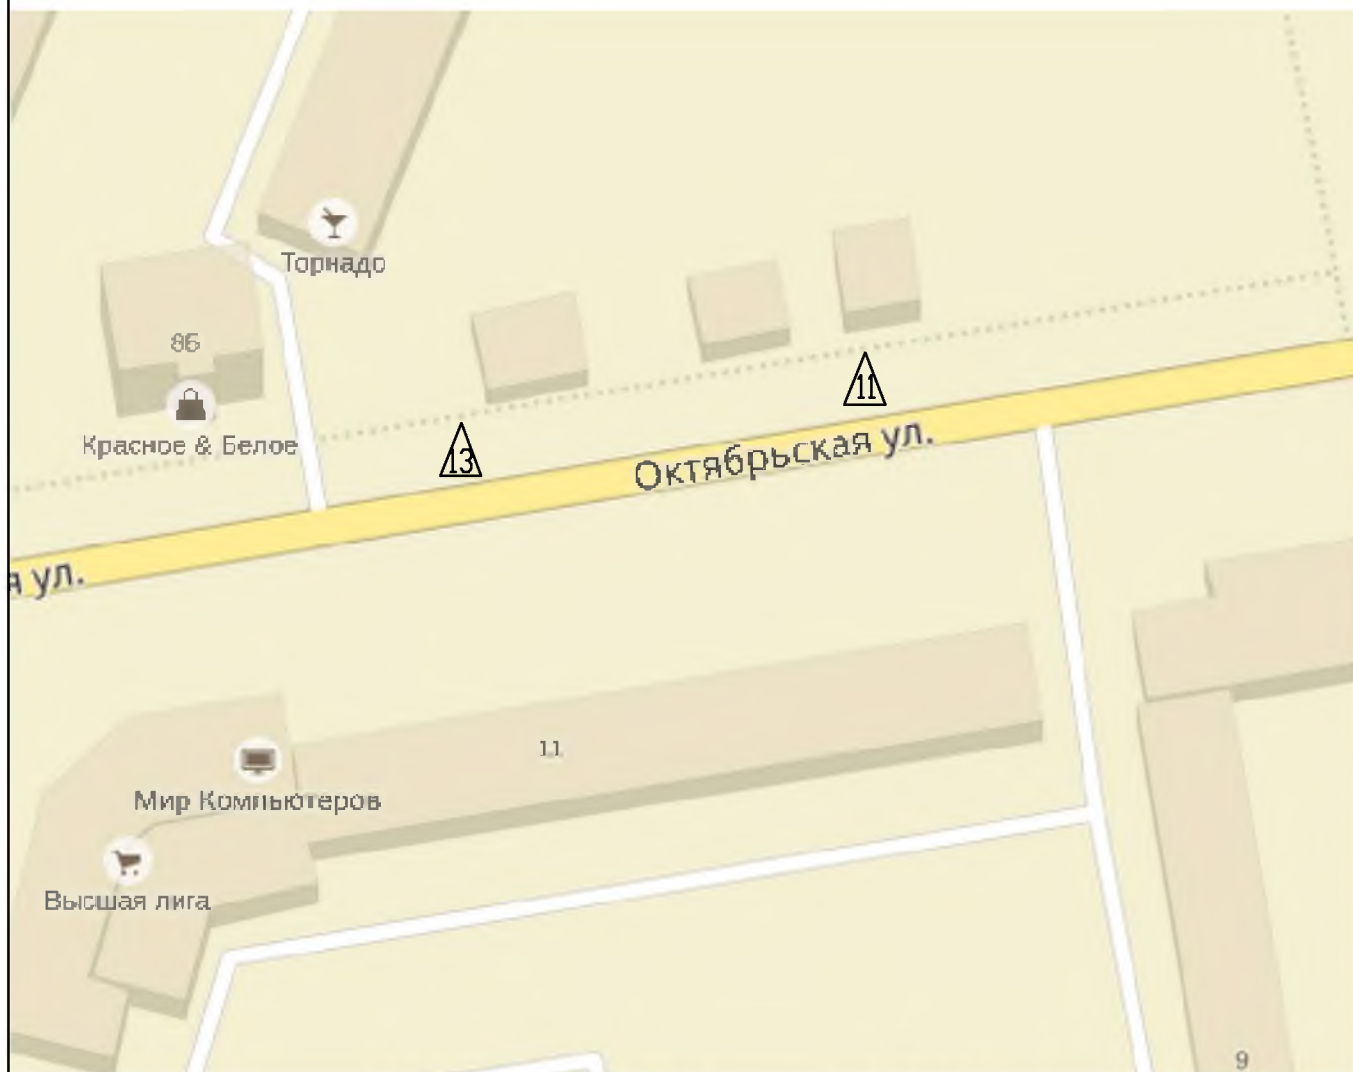 Торнадо
8Б
Красное & Белое
11
13
Октябрьская ул.
я ул.
11
Мир Компьютеров
Высшая лига
9